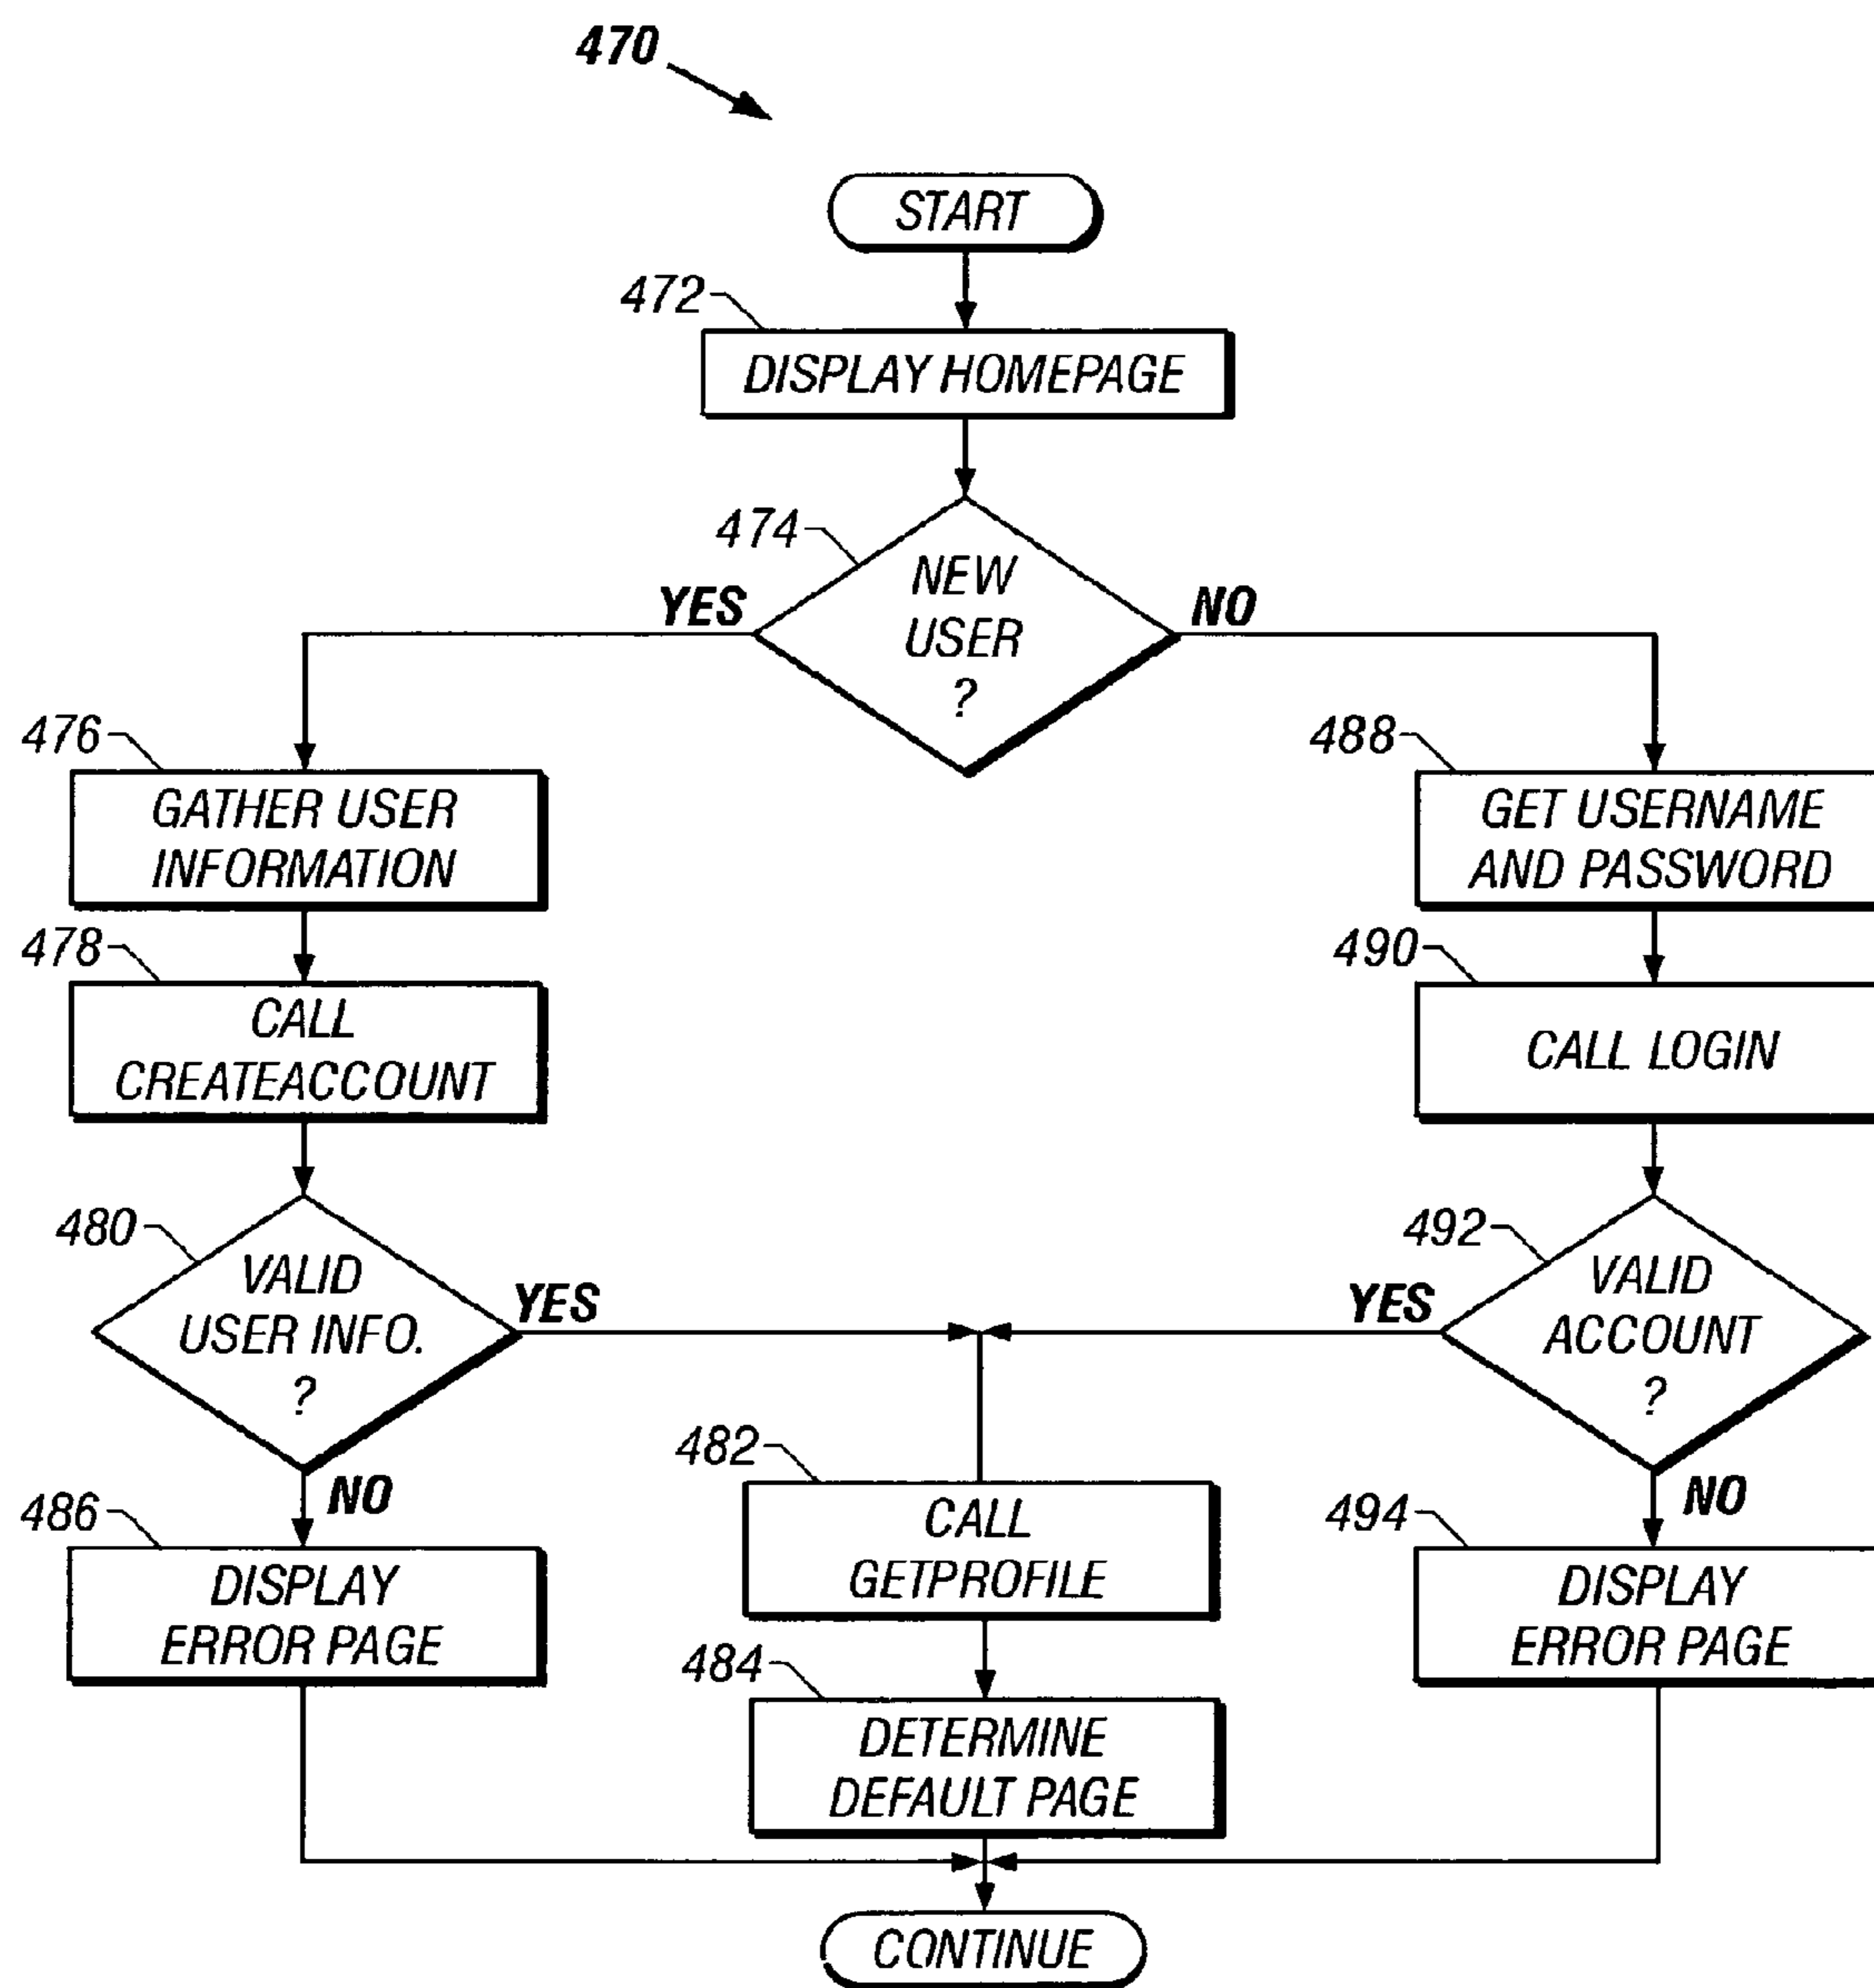 470
START
472
DISPLAY HOMEPAGE
474
NEW
USER
?
YES
NO
476
GATHER USER
INFORMATION
478
CALL
CREATEACCOUNT
480
VALID
USER INFO.
?
YES
NO
486
DISPLAY
ERROR PAGE
482
CALL
GETPROFILE
484
DETERMINE
DEFAULT PAGE
488
GET USERNAME
AND PASSWORD
490
CALL LOGIN
492
VALID
ACCOUNT
?
YES
NO
494
DISPLAY
ERROR PAGE
CONTINUE